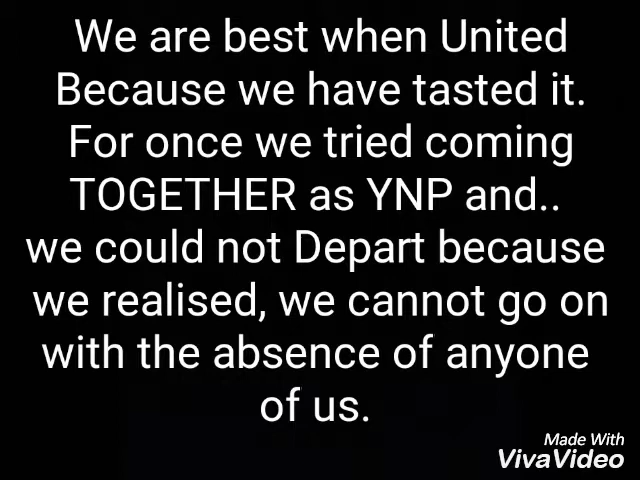 We are best when United
Because we have tasted it.
For once we tried coming
TOGETHER as YNP and..
we could not Depart because
we realised, we cannot go on
with the absence of anyone
of us.
Made With
VivaVideo